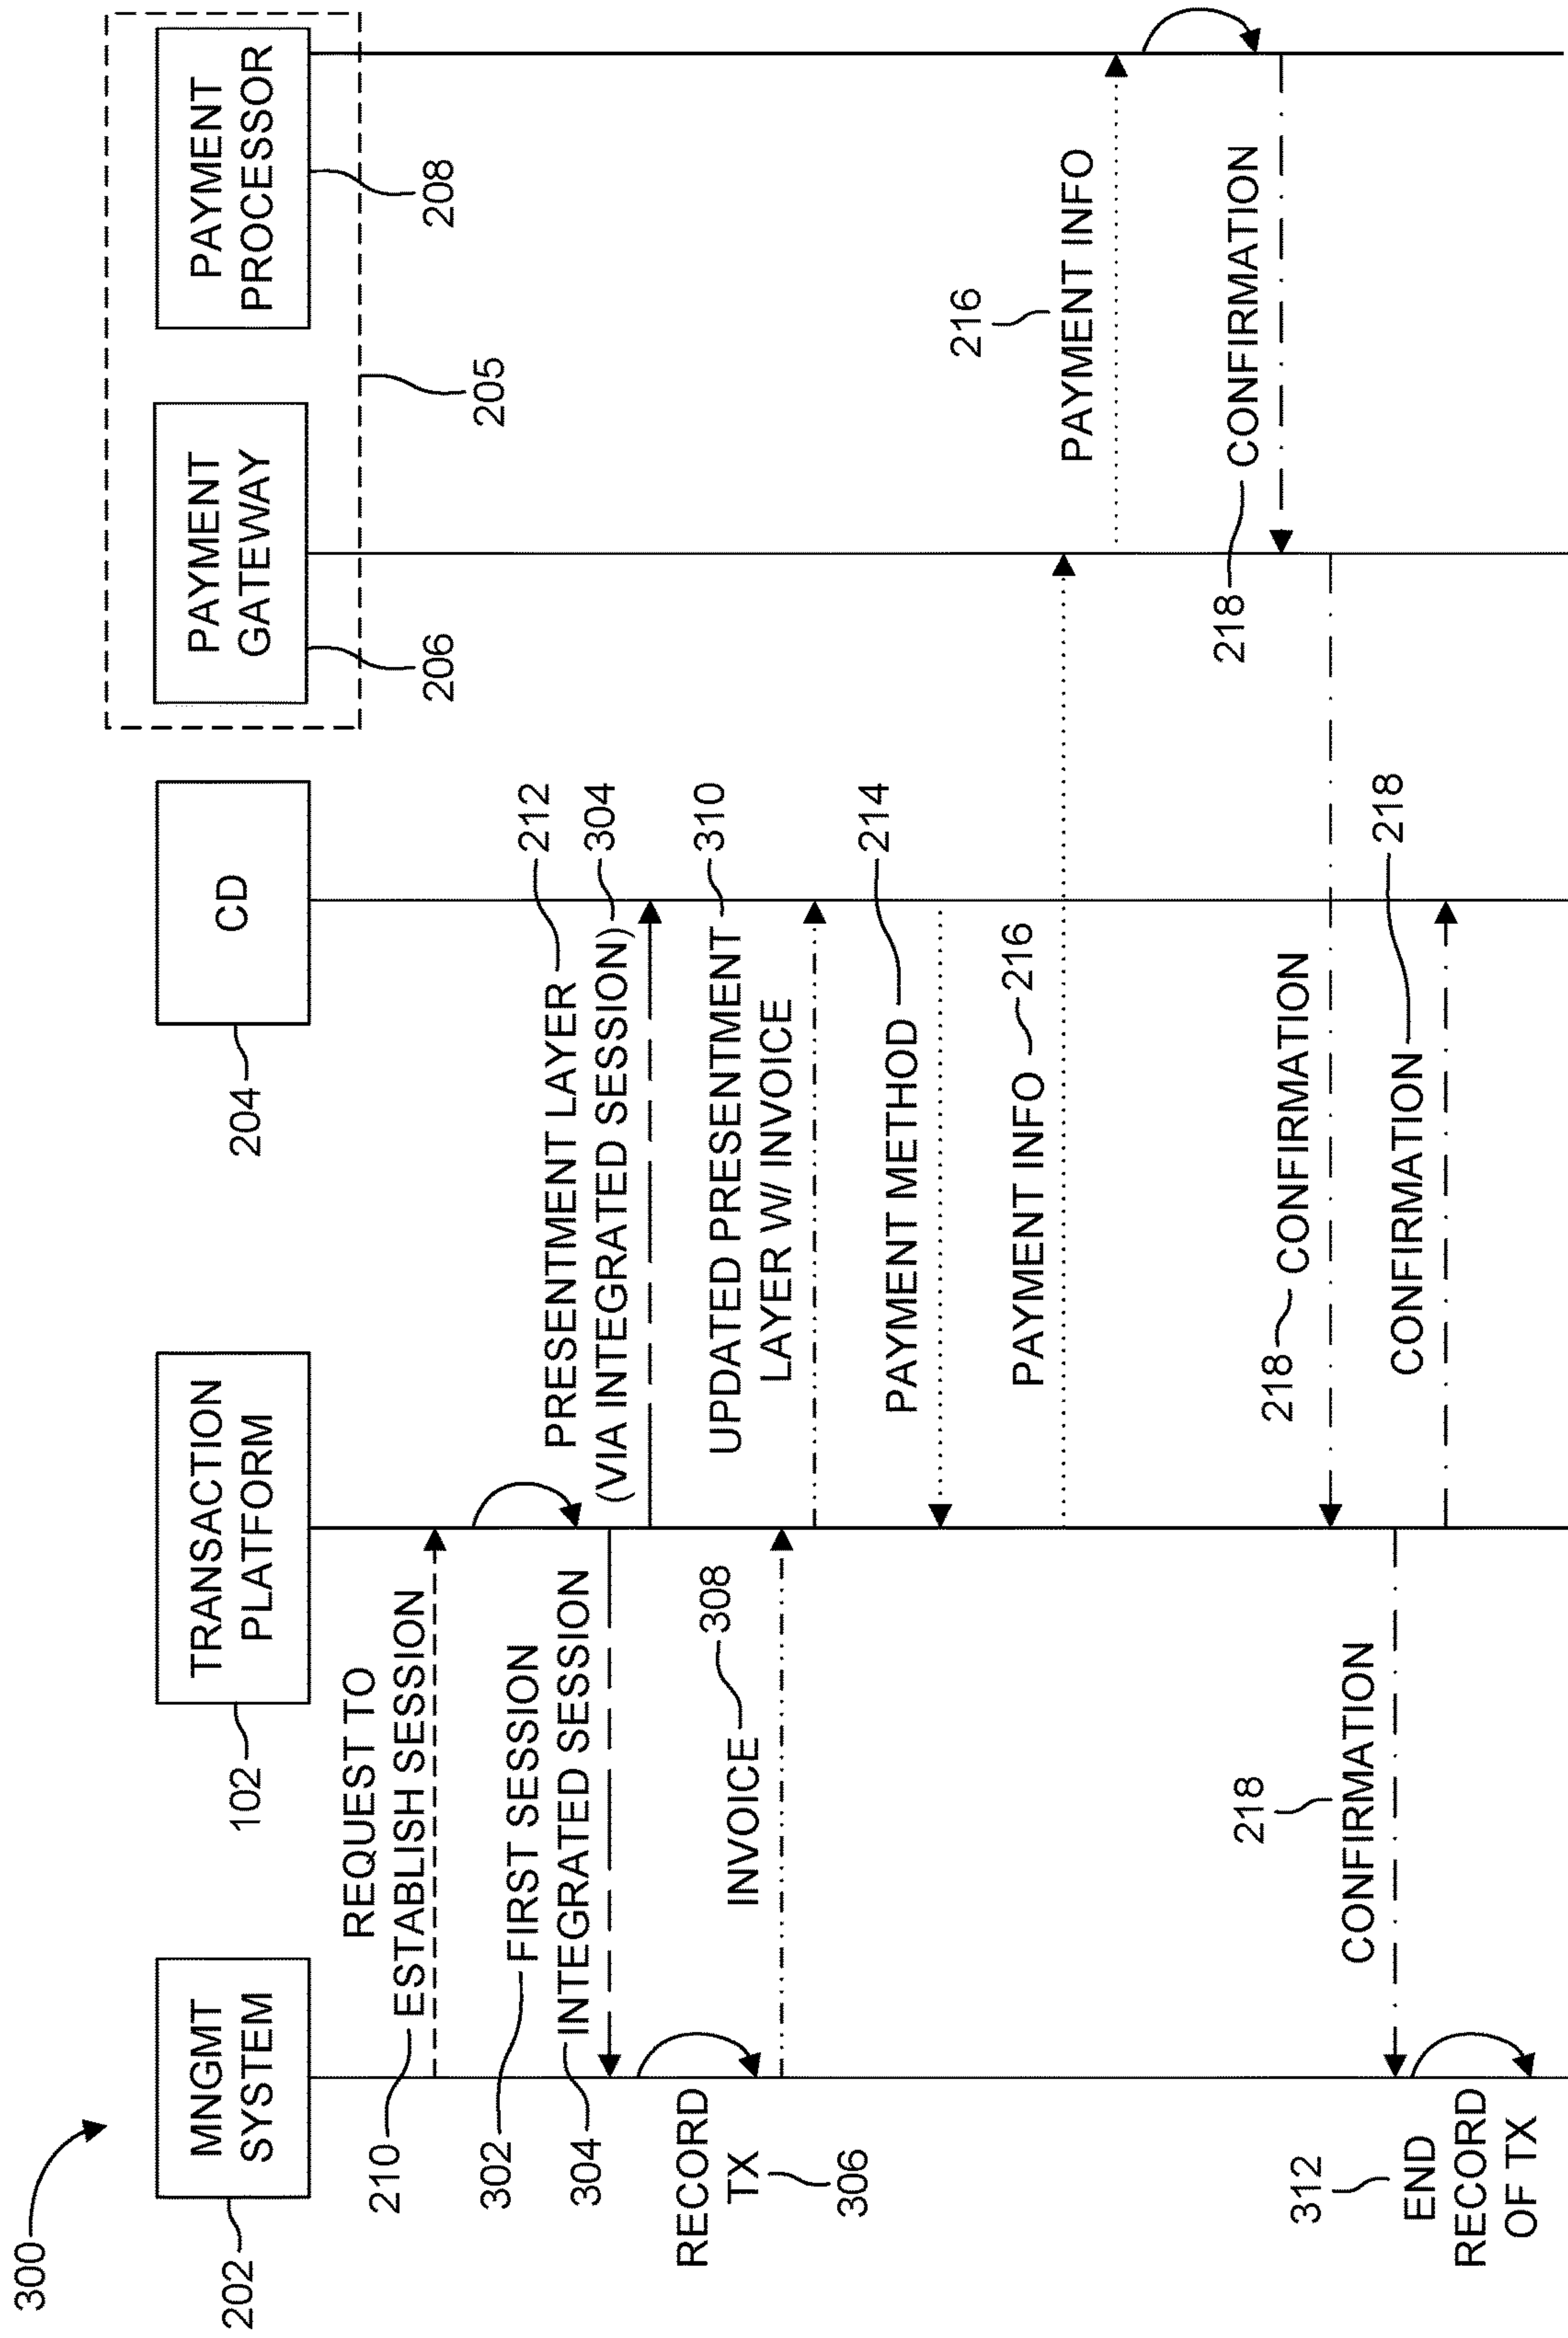 300
MNGMT
SYSTEM
202
TRANSACTION
PLATFORM
102
CD
204
PAYMENT
GATEWAY
206
PAYMENT
PROCESSOR
208
205
REQUEST TO
ESTABLISH SESSION
210
302
FIRST SESSION
304
INTEGRATED SESSION
PRESENTMENT LAYER
212
(VIA INTEGRATED SESSION)
304
RECORD
TX
306
INVOICE
308
UPDATED PRESENTMENT
LAYER W/ INVOICE
310
PAYMENT METHOD
214
PAYMENT INFO
216
PAYMENT INFO
216
CONFIRMATION
218
218
CONFIRMATION
CONFIRMATION
218
CONFIRMATION
218
312
END
RECORD
OF TX